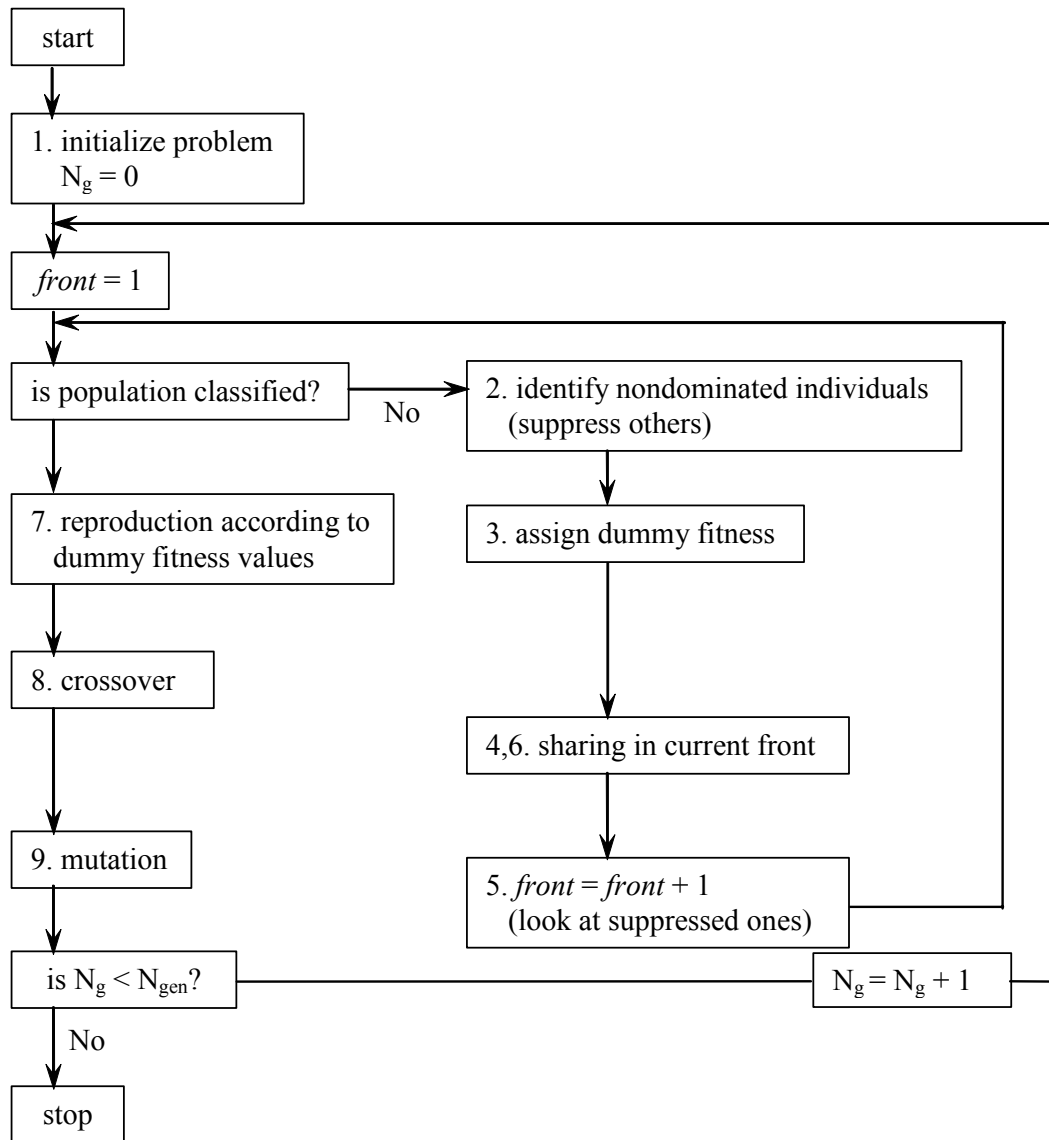 start
1. initialize problem
N_g = 0
front = 1
is population classified?
No
2. identify nondominated individuals
(suppress others)
7. reproduction according to
dummy fitness values
3. assign dummy fitness
8. crossover
4,6. sharing in current front
9. mutation
5. front = front + 1
(look at suppressed ones)
is N_g < N_gen?
N_g = N_g + 1
No
stop